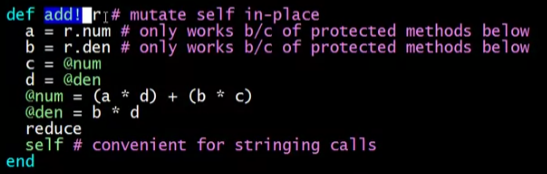 def add! r # mutate self in-place
a = r.num # only works b/c of protected methods below
b = r.den # only works b/c of protected methods below
c = @num
d = @den
@num = (a * d) + (b * c)
@den = b * d
reduce
self # convenient for stringing calls
end